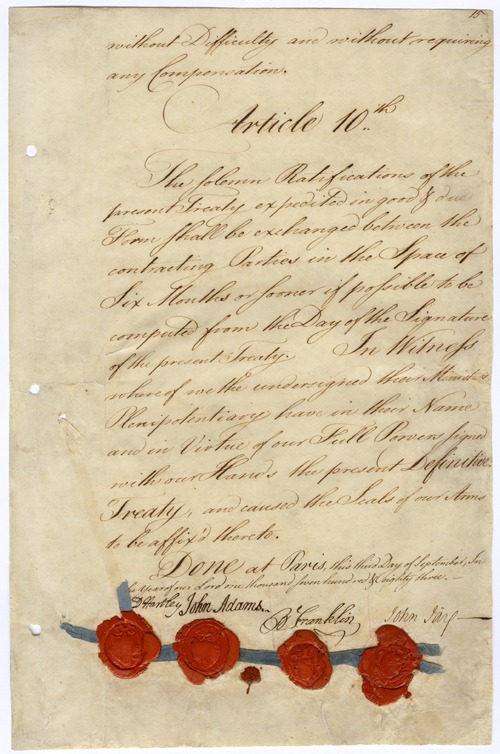 15
without Difficulty and without requiring
any Compensation.
Article 10.th
The solemn Ratifications of the
present Treaty expedited in good & due
Form shall be exchanged between the
contracting Parties in the Space of
Six Months or sooner if possible to be
computed from the Day of the Signature
of the present Treaty. In Witness
whereof we the undersigned their Ministers
Plenipotentiary have in their Name
and in Virtue of our Full Powers signed
with our Hands the present Definitive
Treaty, and caused the Seals of our Arms
to be affix'd thereto.
Done at Paris, this third Day of September, In
the Year of our Lord one thousand seven hundred & eighty three.—
D Hartley John Adams. B Franklin John Jay—